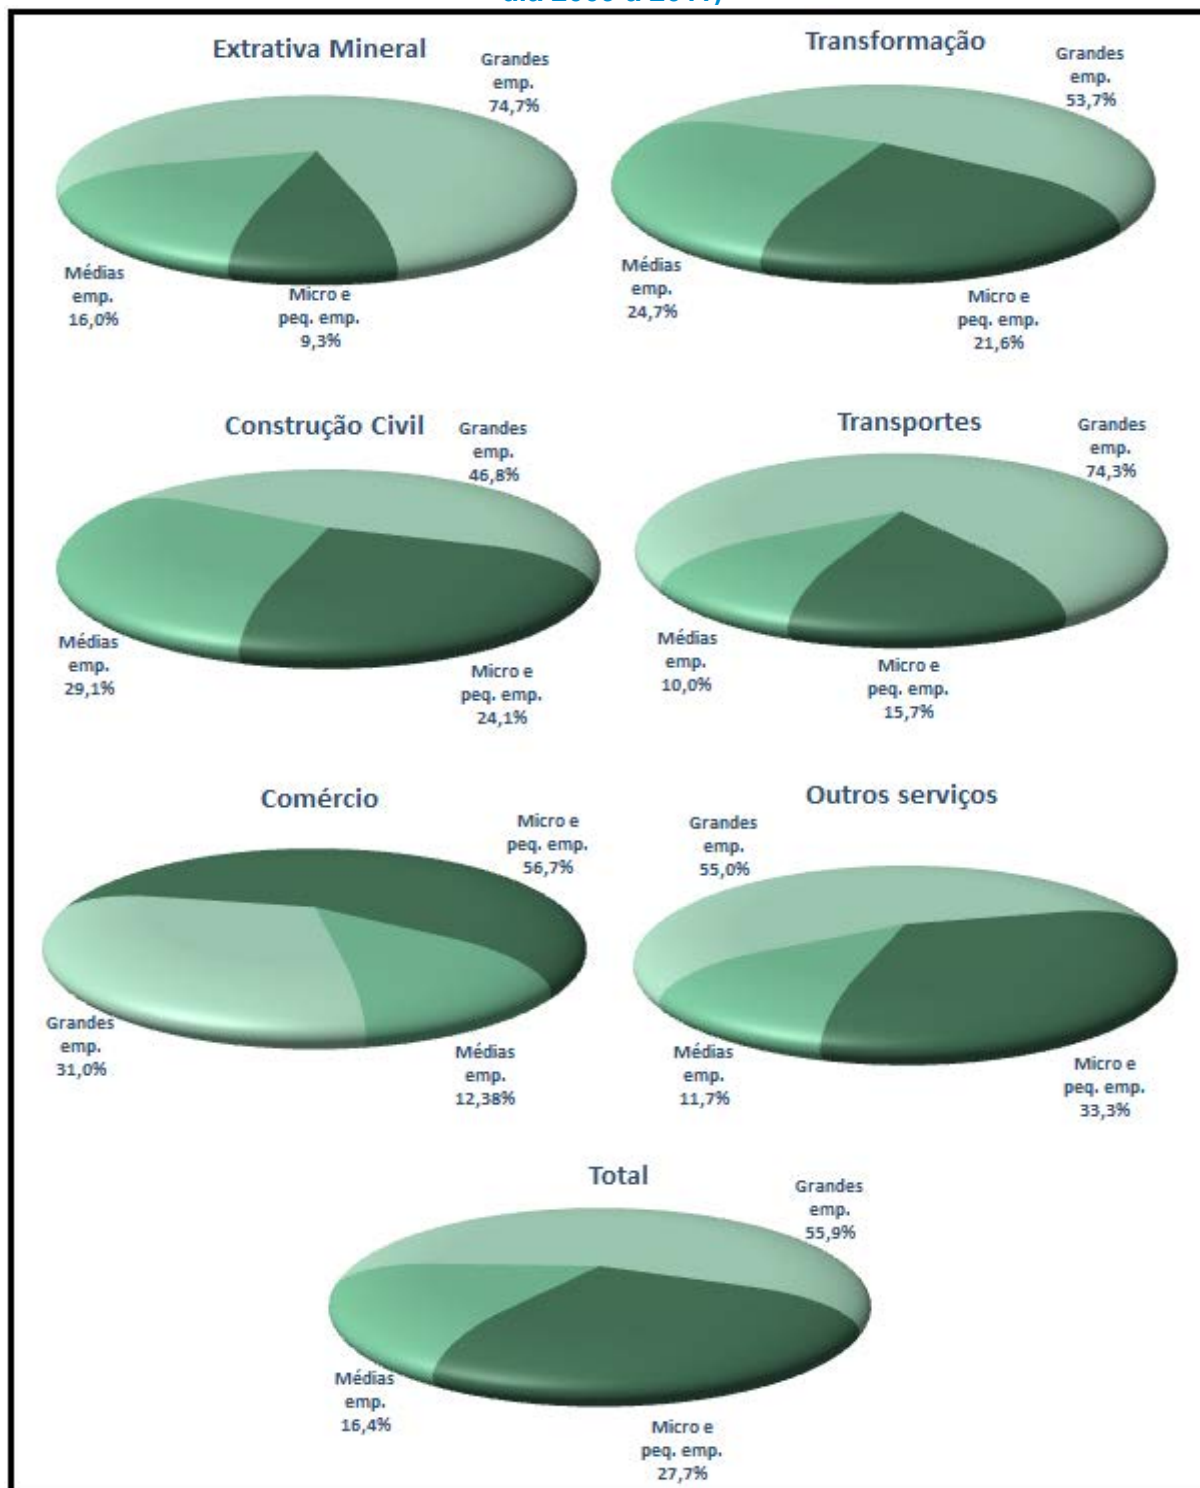 Extrativa Mineral
Grandes
emp.
74,7%
Médias
emp.
16,0%
Micro e
peq. emp.
9,3%
Transformação
Grandes
emp.
53,7%
Médias
emp.
24,7%
Micro e
peq. emp.
21,6%
Construção Civil
Grandes
emp.
46,8%
Médias
emp.
29,1%
Micro e
peq. emp.
24,1%
Transportes
Grandes
emp.
74,3%
Médias
emp.
10,0%
Micro e
peq. emp.
15,7%
Comércio
Micro e
peq. emp.
56,7%
Grandes
emp.
31,0%
Médias
emp.
12,38%
Outros serviços
Grandes
emp.
55,0%
Médias
emp.
11,7%
Micro e
peq. emp.
33,3%
Total
Grandes
emp.
55,9%
Médias
emp.
16,4%
Micro e
peq. emp.
27,7%